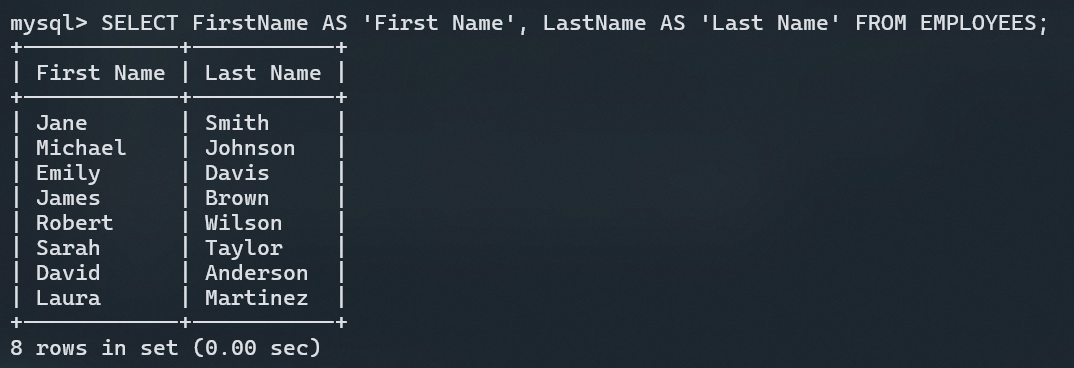 mysql> SELECT FirstName AS 'First Name', LastName AS 'Last Name' FROM EMPLOYEES;
+------------+-----------+
| First Name | Last Name |
+------------+-----------+
| Jane       | Smith     |
| Michael    | Johnson   |
| Emily      | Davis     |
| James      | Brown     |
| Robert     | Wilson    |
| Sarah      | Taylor    |
| David      | Anderson  |
| Laura      | Martinez  |
+------------+-----------+
8 rows in set (0.00 sec)